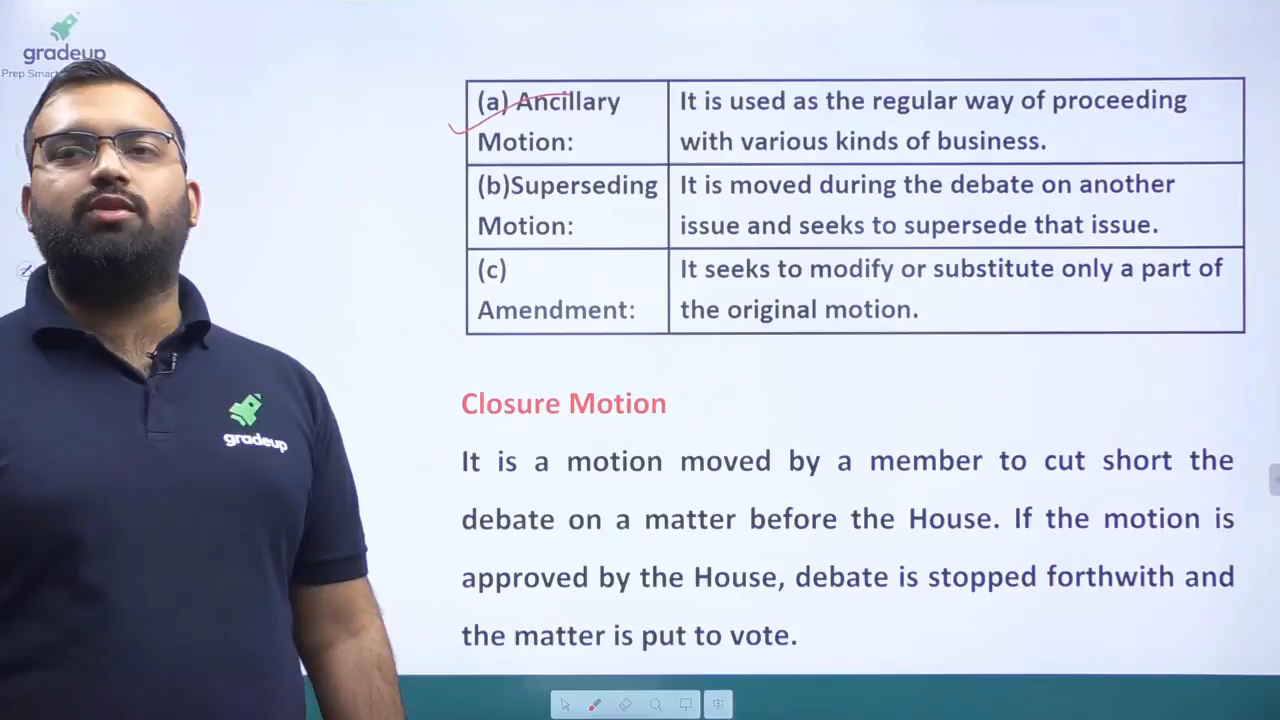 gradeup
Prep Smart
(a) Ancillary
Motion:
It is used as the regular way of proceeding
with various kinds of business.
(b)Superseding
Motion:
It is moved during the debate on another
issue and seeks to supersede that issue.
(c)
Amendment:
It seeks to modify or substitute only a part of
the original motion.
Closure Motion
It is a motion moved by a member to cut short the
debate on a matter before the House. If the motion is
approved by the House, debate is stopped forthwith and
the matter is put to vote.
gradeup